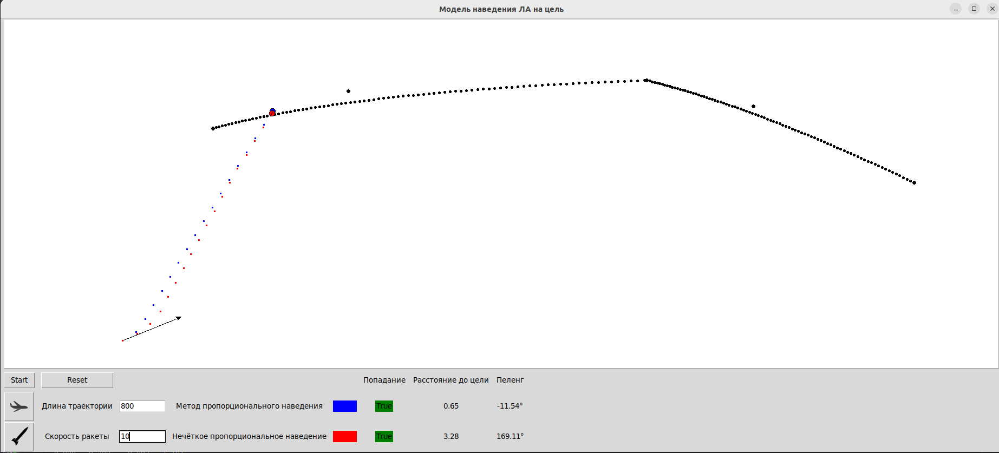 Модель наведения ЛА на цель
Start Reset Попадание Расстояние до цели Пеленг
Длина траектории 800 Метод пропорционального наведения True 0.65 -11.54°
Скорость ракеты 10 Нечёткое пропорциональное наведение True 3.28 169.11°